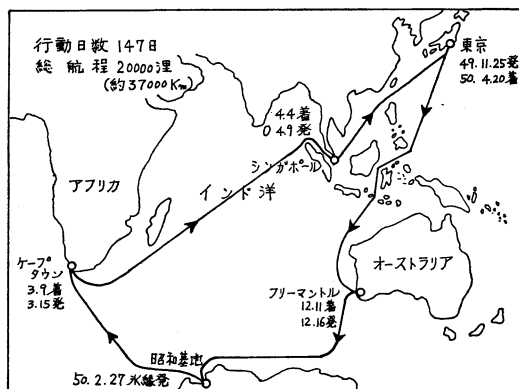 行動日数147日
総航程20000浬
(約37000Km)
東京
49.11.25発
50.4.20着
4.4着
4.9発
シンガポール
アフリカ
インド洋
オーストラリア
ケープ
タウン
3.9着
3.15発
フリーマントル
12.11着
12.16発
昭和基地
50.2.27氷縁発